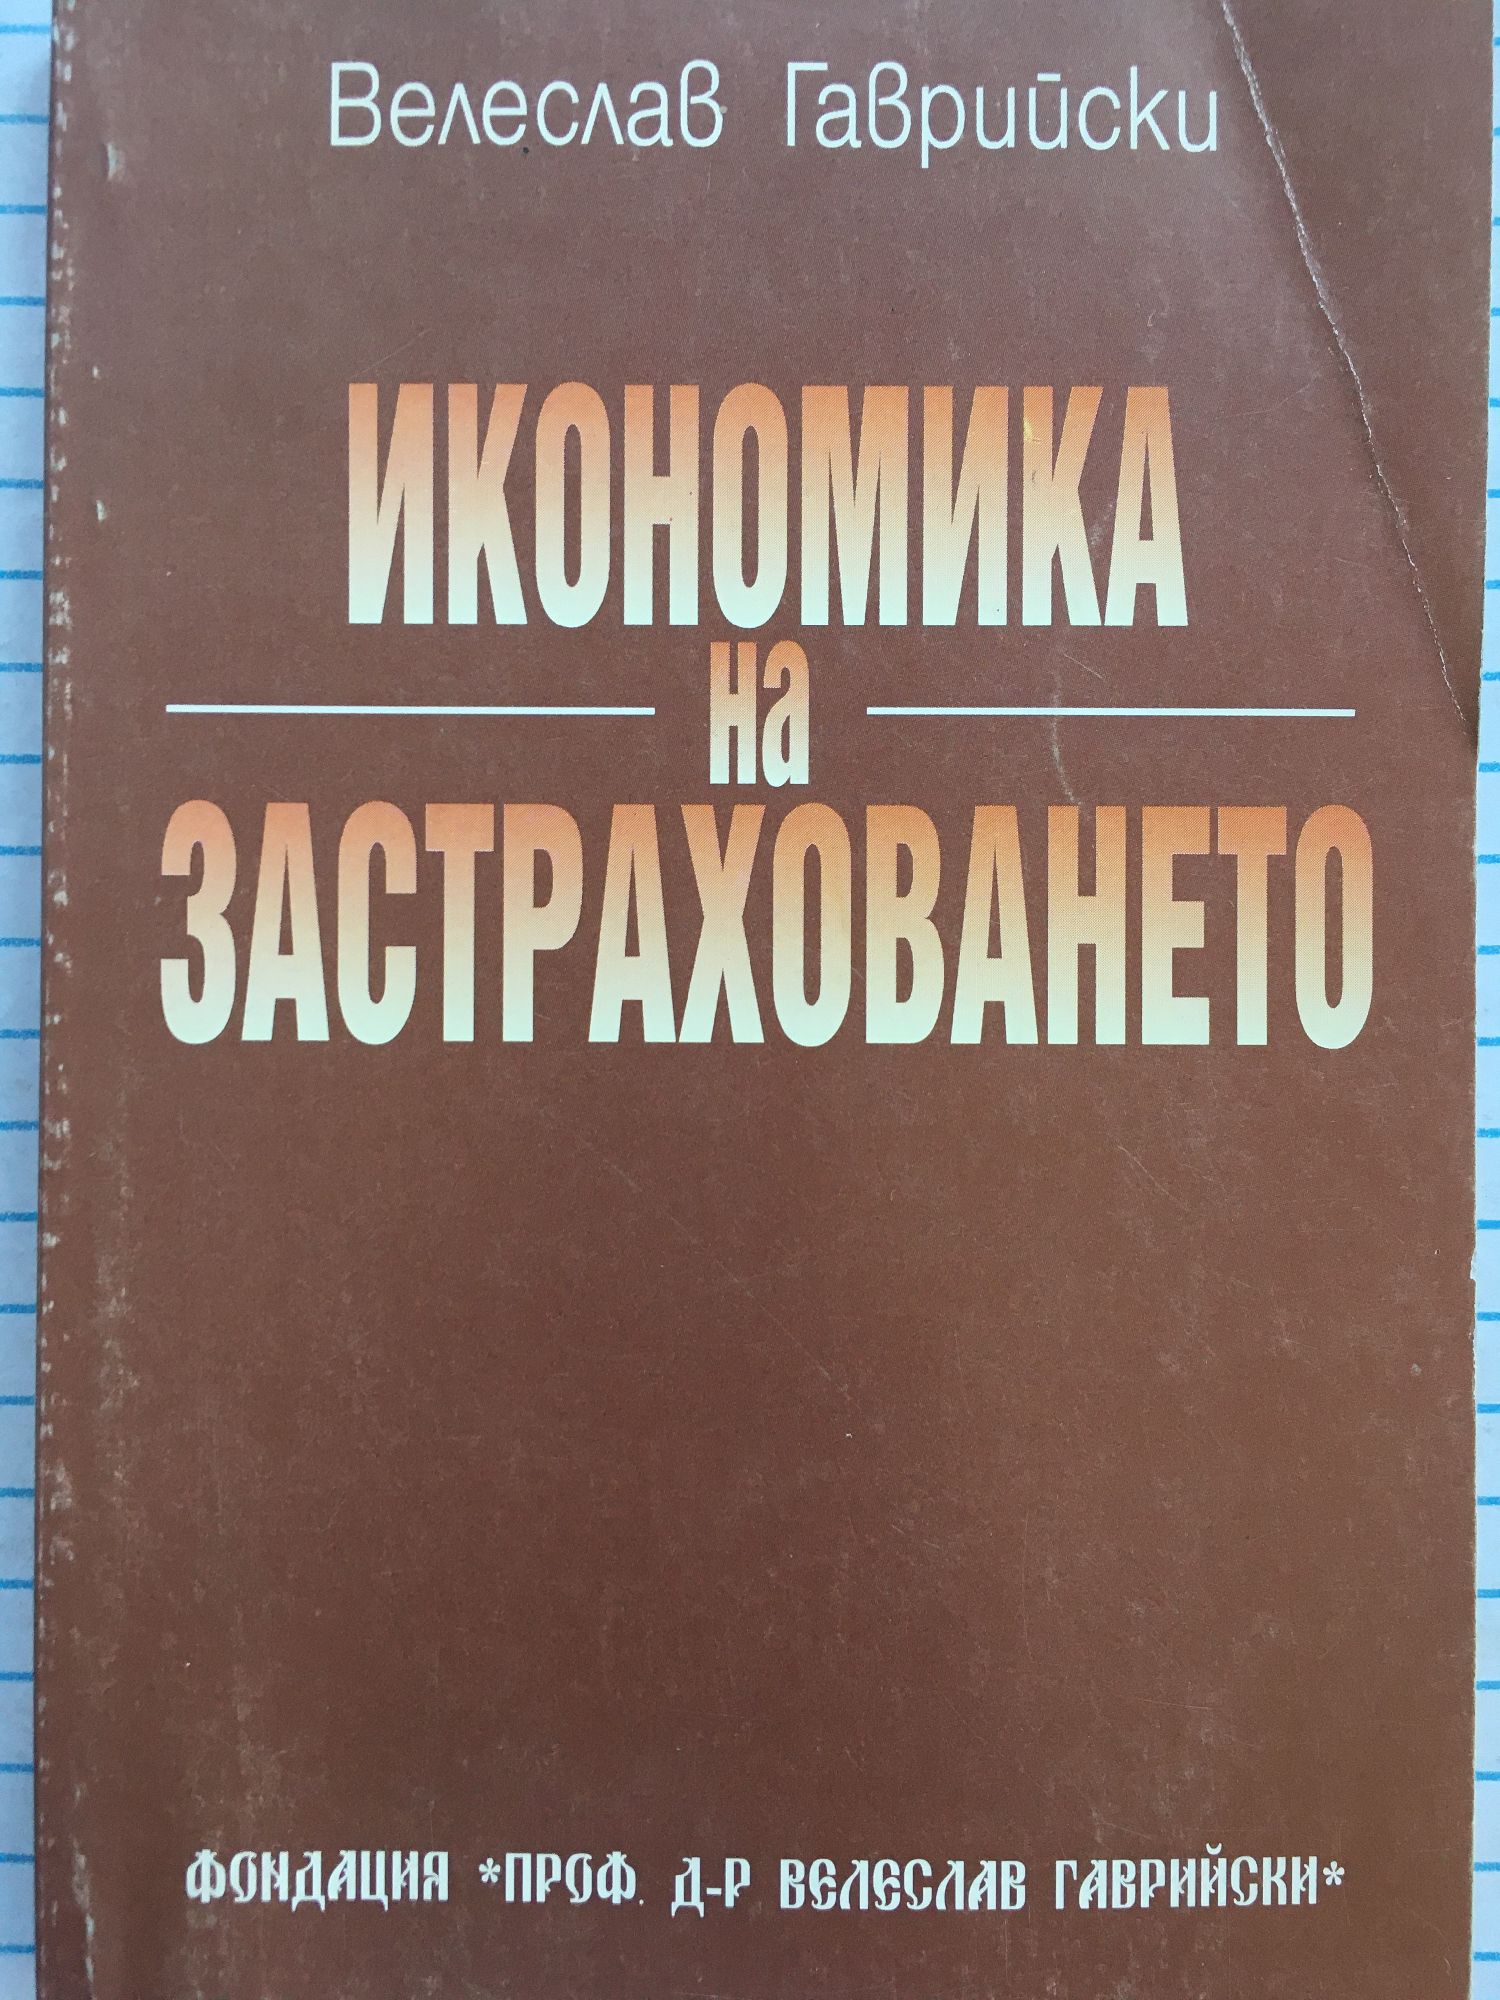 Велеслав Гаврийски
ИКОНОМИКА
на
ЗАСТРАХОВАНЕТО
ФОНДАЦИЯ *ПРОФ. Д-Р ВЕЛЕСЛАВ ГАВРИЙСКИ*